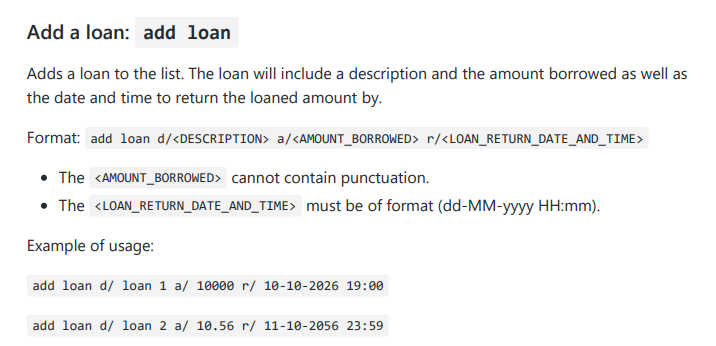 Add a loan: add loan
Adds a loan to the list. The loan will include a description and the amount borrowed as well as
the date and time to return the loaned amount by.
Format: add loan d/<DESCRIPTION> a/<AMOUNT_BORROWED> r/<LOAN_RETURN_DATE_AND_TIME>
• The <AMOUNT_BORROWED> cannot contain punctuation.
• The <LOAN_RETURN_DATE_AND_TIME> must be of format (dd-MM-yyyy HH:mm).
Example of usage:
add loan d/ loan 1 a/ 10000 r/ 10-10-2026 19:00
add loan d/ loan 2 a/ 10.56 r/ 11-10-2056 23:59